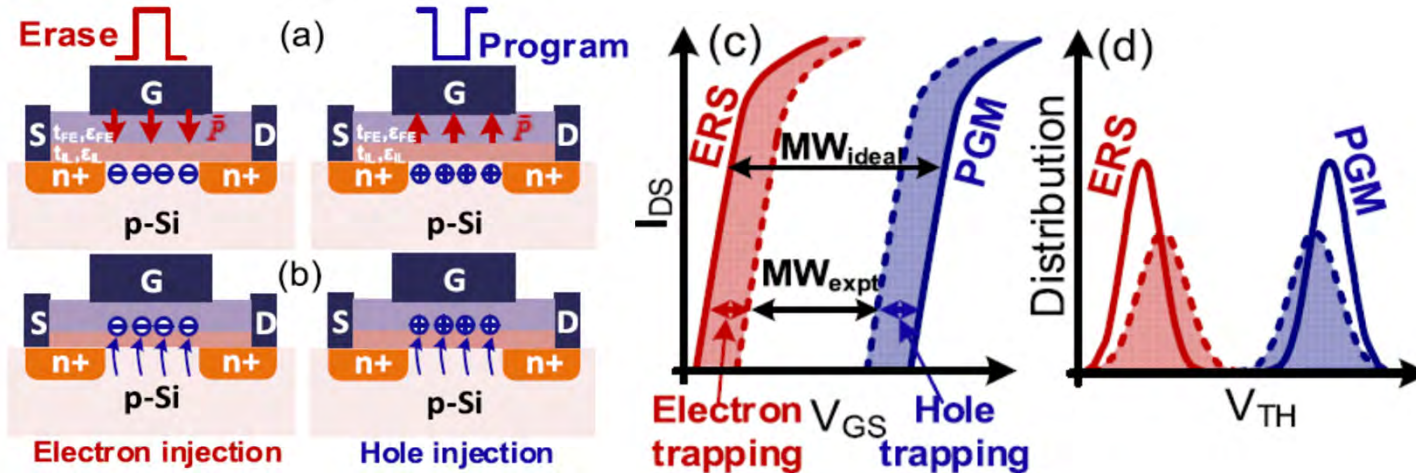 Erase
(a)
Program
G
S
D
t_FE,ε_FE
P̄
t_IL,ε_IL
n+
⊖⊖⊖⊖
n+
p-Si
G
S
D
t_FE,ε_FE
P̄
t_IL,ε_IL
n+
⊕⊕⊕⊕
n+
p-Si
(b)
G
S
⊖⊖⊖⊖
D
n+
n+
p-Si
Electron injection
G
S
⊕⊕⊕⊕
D
n+
n+
p-Si
Hole injection
(c)
I_DS
ERS
MW_ideal
PGM
MW_expt
Electron
trapping
V_GS
Hole
trapping
(d)
Distribution
ERS
PGM
V_TH